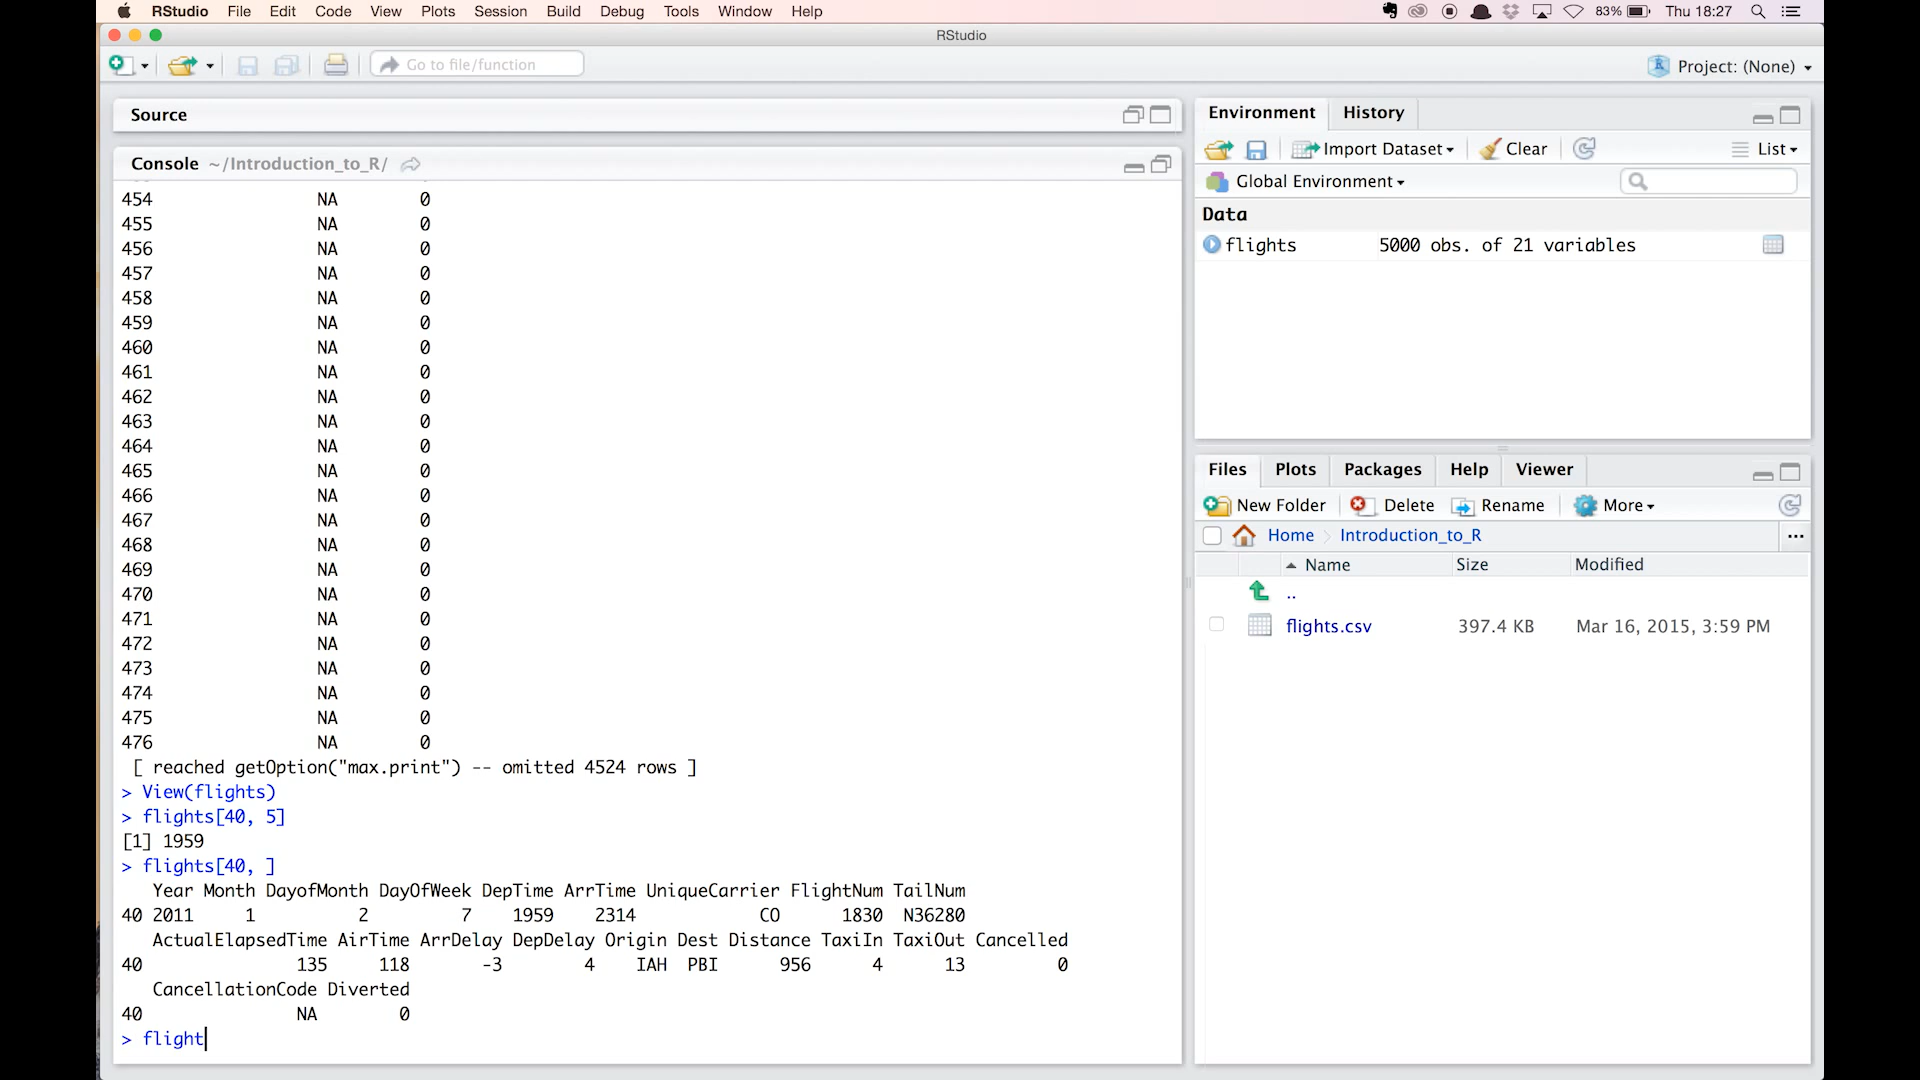 RStudio File Edit Code View Plots Session Build Debug Tools Window Help 83% Thu 18:27
RStudio
Go to file/function Project: (None)
Source
Console ~/Introduction_to_R/
454 NA 0
455 NA 0
456 NA 0
457 NA 0
458 NA 0
459 NA 0
460 NA 0
461 NA 0
462 NA 0
463 NA 0
464 NA 0
465 NA 0
466 NA 0
467 NA 0
468 NA 0
469 NA 0
470 NA 0
471 NA 0
472 NA 0
473 NA 0
474 NA 0
475 NA 0
476 NA 0
[ reached getOption("max.print") -- omitted 4524 rows ]
> View(flights)
> flights[40, 5]
[1] 1959
> flights[40, ]
Year Month DayofMonth DayOfWeek DepTime ArrTime UniqueCarrier FlightNum TailNum
40 2011 1 2 7 1959 2314 CO 1830 N36280
ActualElapsedTime AirTime ArrDelay DepDelay Origin Dest Distance TaxiIn TaxiOut Cancelled
40 135 118 -3 4 IAH PBI 956 4 13 0
CancellationCode Diverted
40 NA 0
> flight
Environment History
Import Dataset Clear List
Global Environment
Data
flights 5000 obs. of 21 variables
Files Plots Packages Help Viewer
New Folder Delete Rename More
Home Introduction_to_R ...
Name Size Modified
..
flights.csv 397.4 KB Mar 16, 2015, 3:59 PM